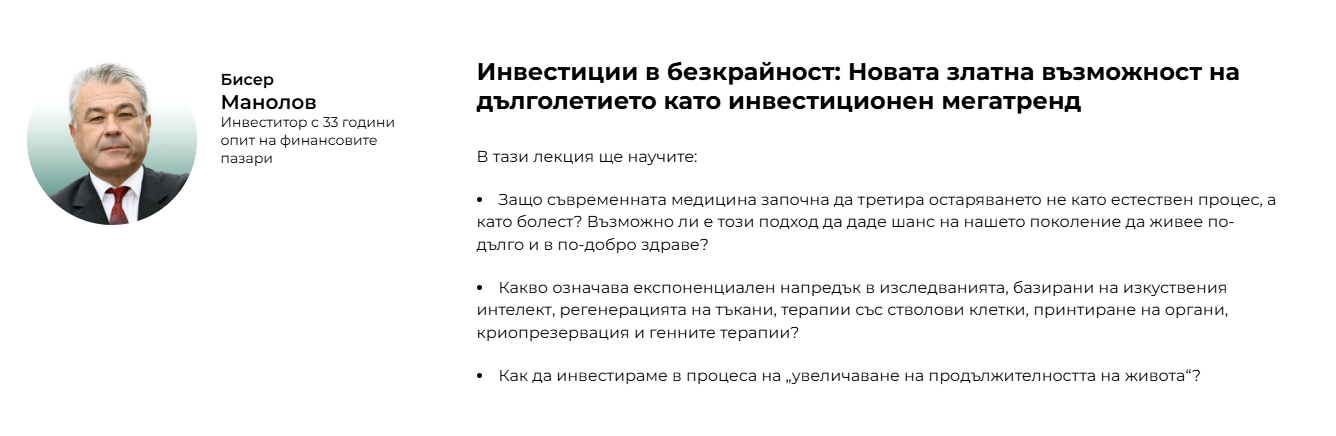 Бисер
Манолов
Инвеститор с 33 години
опит на финансовите
пазари
Инвестиции в безкрайност: Новата златна възможност на
дълголетието като инвестиционен мегатренд
В тази лекция ще научите:
• Защо съвременната медицина започна да третира остаряването не като естествен процес, а
като болест? Възможно ли е този подход да даде шанс на нашето поколение да живее по-
дълго и в по-добро здраве?
• Какво означава експоненциален напредък в изследванията, базирани на изкуствения
интелект, регенерацията на тъкани, терапии със стволови клетки, принтиране на органи,
криопрезервация и генните терапии?
• Как да инвестираме в процеса на „увеличаване на продължителността на живота“?